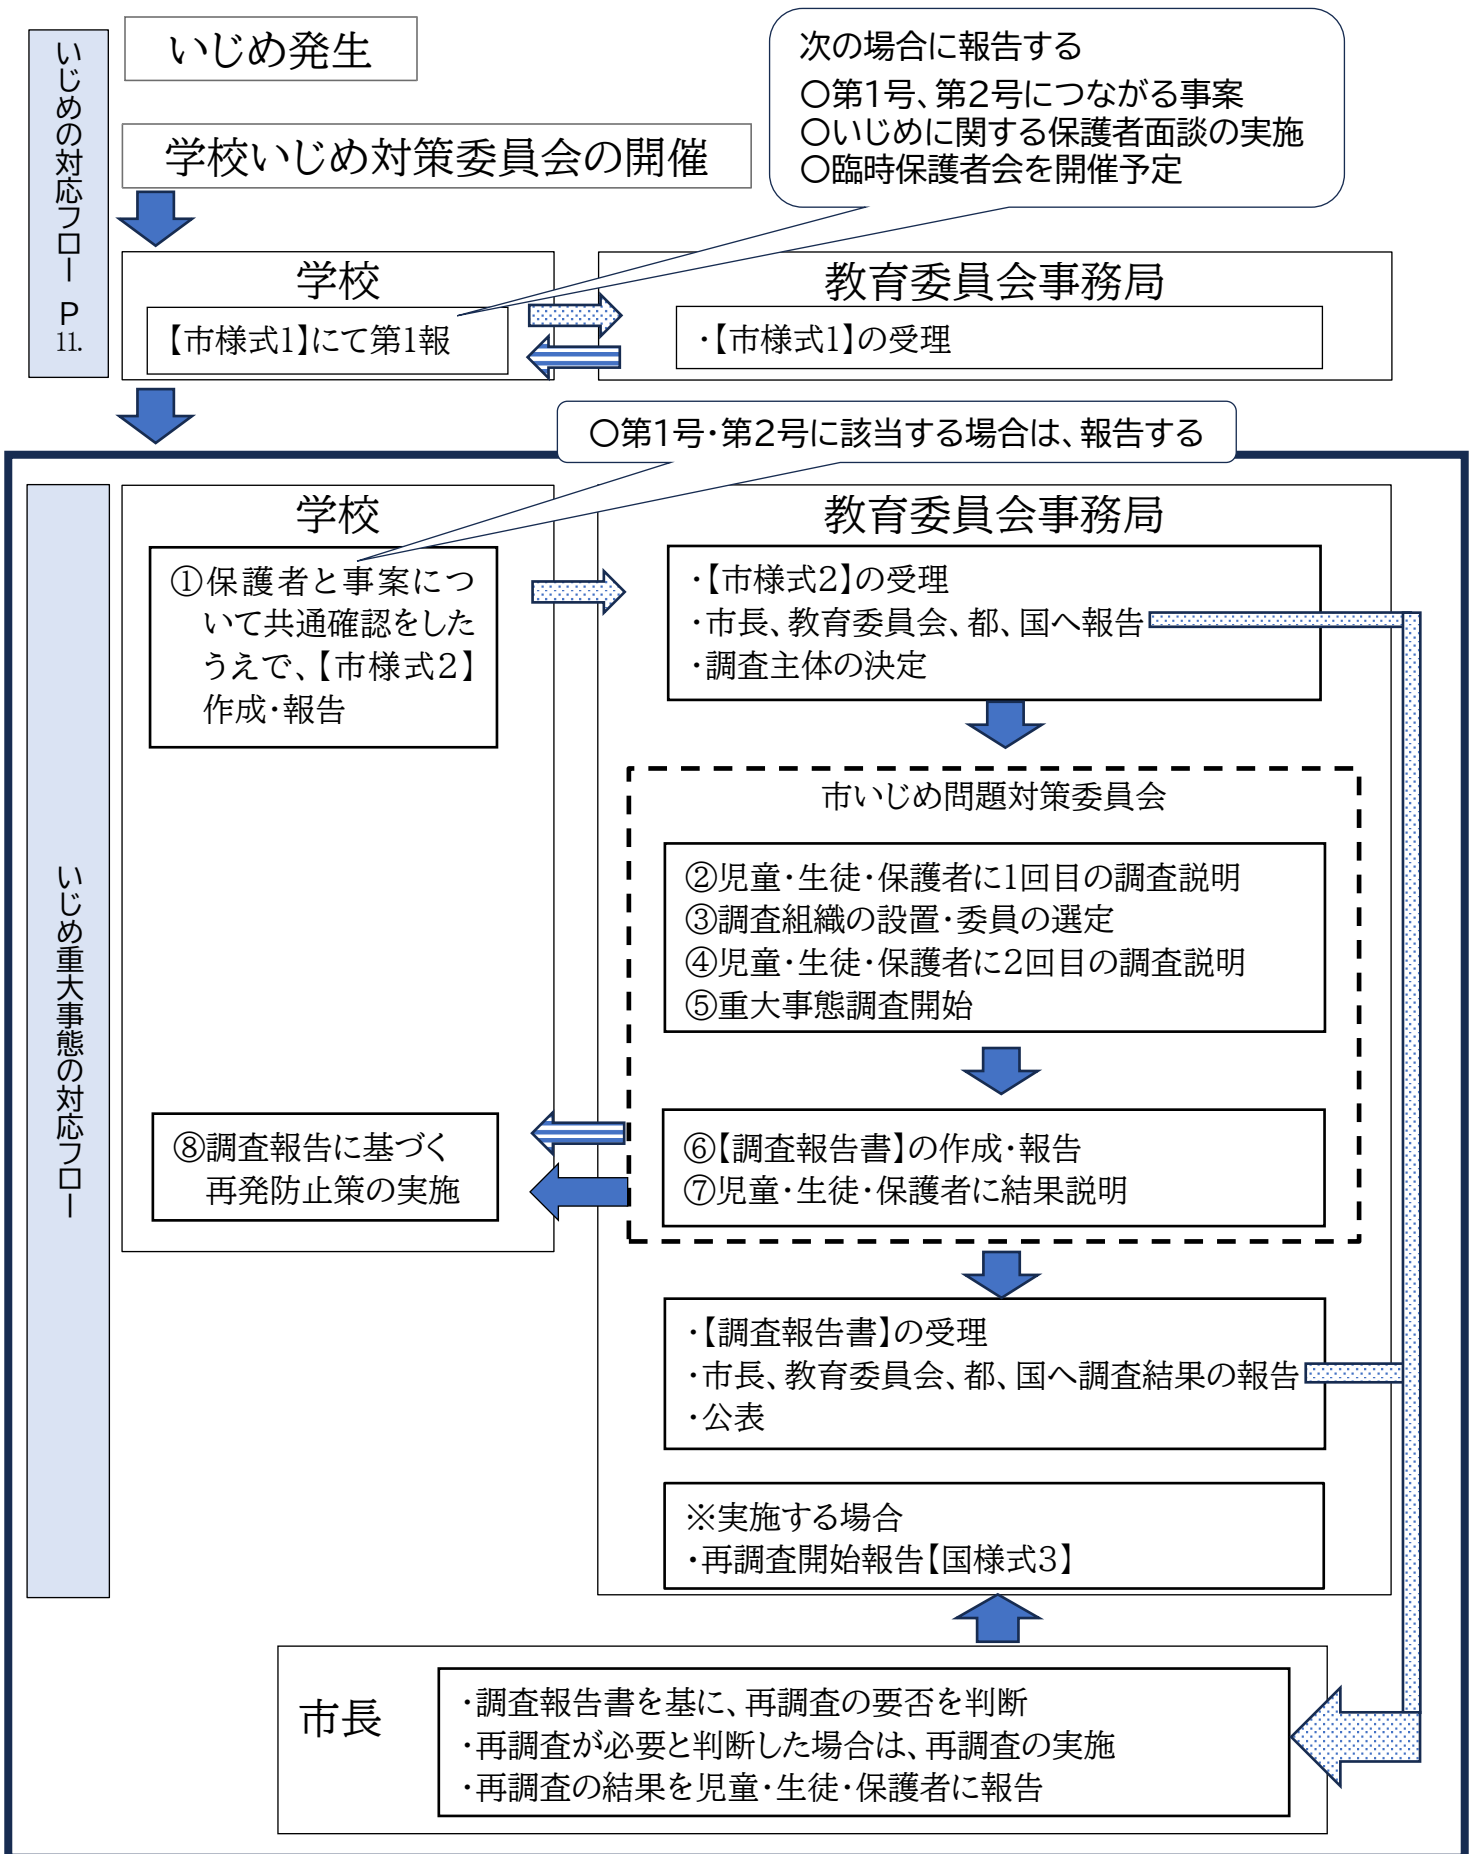 いじめの対応フロー P11.
いじめ発生
次の場合に報告する
〇第1号、第2号につながる事案
〇いじめに関する保護者面談の実施
〇臨時保護者会を開催予定
学校いじめ対策委員会の開催
学校
【市様式1】にて第1報
教育委員会事務局
・【市様式1】の受理
〇第1号・第2号に該当する場合は、報告する
いじめ重大事態の対応フロー
学校
①保護者と事案につ
いて共通確認をした
うえで、【市様式2】
作成・報告
教育委員会事務局
・【市様式2】の受理
・市長、教育委員会、都、国へ報告
・調査主体の決定
市いじめ問題対策委員会
②児童・生徒・保護者に1回目の調査説明
③調査組織の設置・委員の選定
④児童・生徒・保護者に2回目の調査説明
⑤重大事態調査開始
⑥【調査報告書】の作成・報告
⑦児童・生徒・保護者に結果説明
⑧調査報告に基づく
再発防止策の実施
・【調査報告書】の受理
・市長、教育委員会、都、国へ調査結果の報告
・公表
※実施する場合
・再調査開始報告【国様式3】
市長
・調査報告書を基に、再調査の要否を判断
・再調査が必要と判断した場合は、再調査の実施
・再調査の結果を児童・生徒・保護者に報告